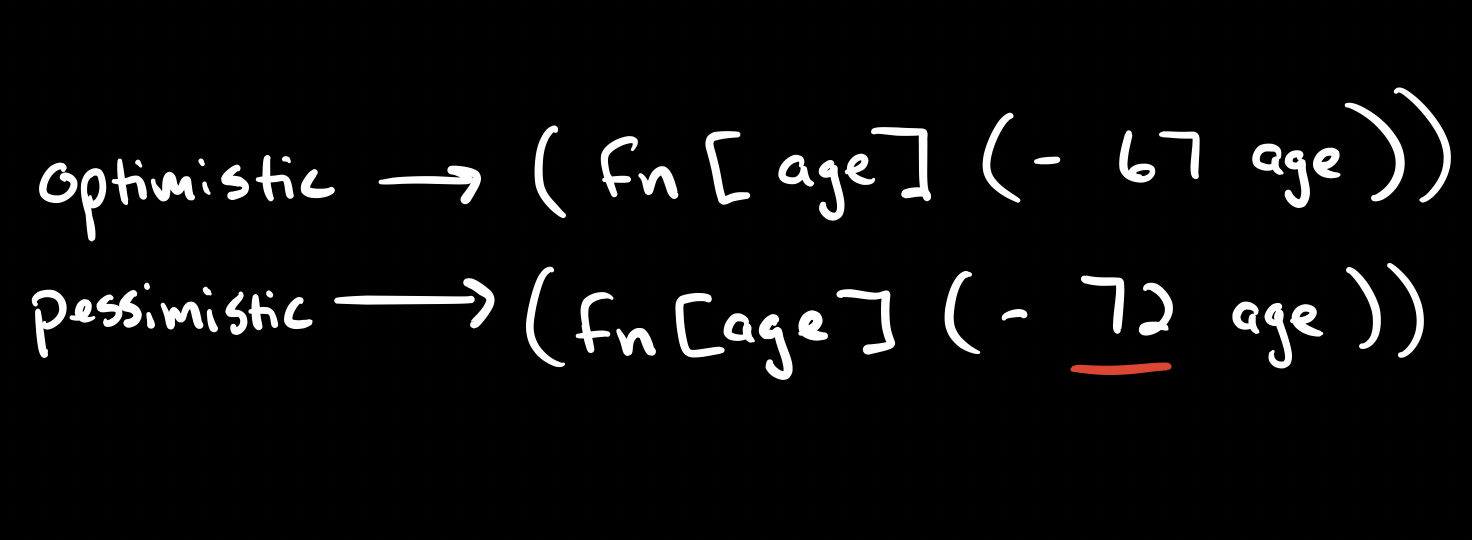 optimistic → (fn [age] (- 67 age))
pessimistic → (fn [age] (- 72 age))